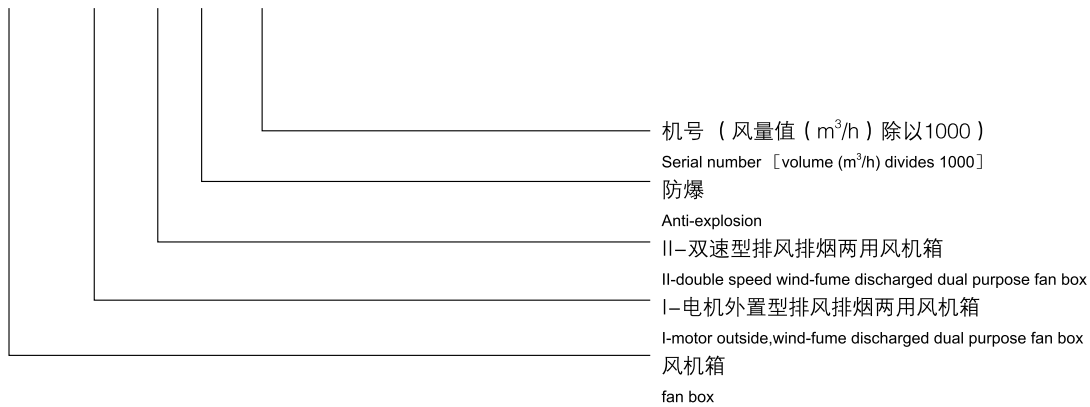 机号 （风量值（m³/h）除以1000）
Serial number ［volume (m³/h) divides 1000］
防爆
Anti-explosion
II-双速型排风排烟两用风机箱
II-double speed wind-fume discharged dual purpose fan box
I-电机外置型排风排烟两用风机箱
I-motor outside,wind-fume discharged dual purpose fan box
风机箱
fan box